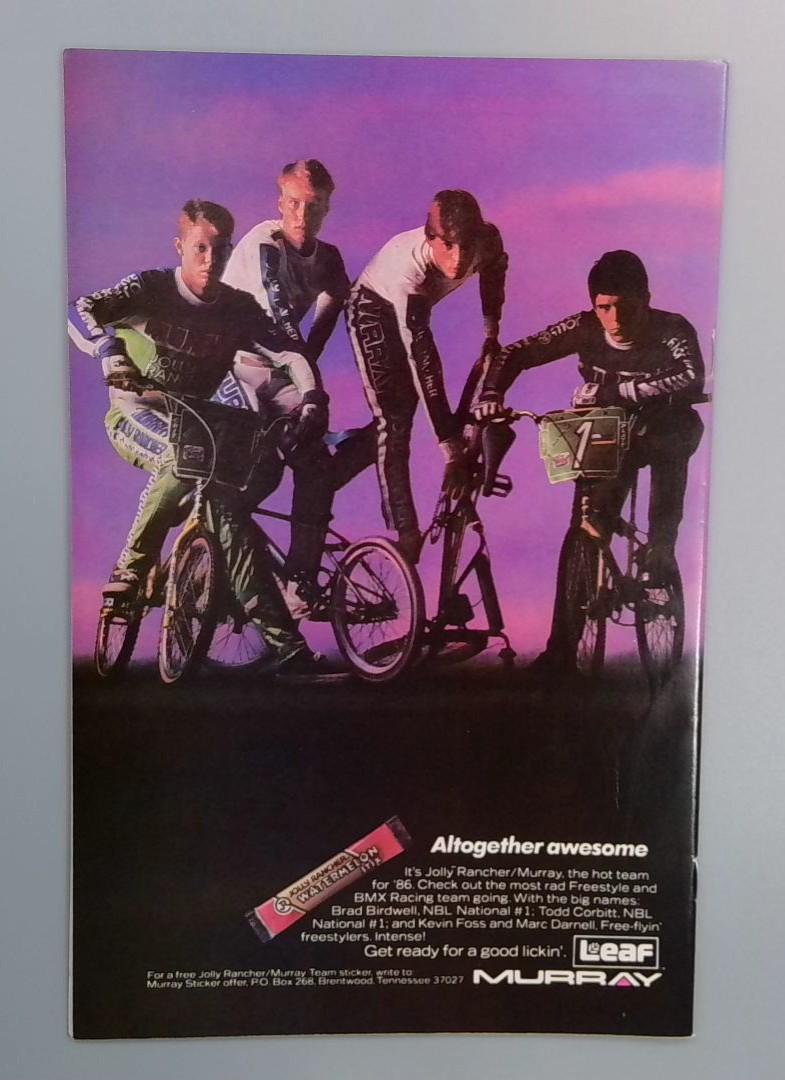 JOLLY
RAN
RANCHER
1
JOLLY RANCHER
WATERMELON
STIX
Altogether awesome
It's Jolly Rancher/Murray, the hot team
for '86. Check out the most rad Freestyle and
BMX Racing team going. With the big names:
Brad Birdwell, NBL National #1; Todd Corbitt, NBL
National #1; and Kevin Foss and Marc Darnell, Free-flyin'
freestylers. Intense!
Get ready for a good lickin'.
Leaf
For a free Jolly Rancher/Murray Team sticker, write to:
Murray Sticker offer, P.O. Box 268, Brentwood, Tennessee 37027
MURRAY